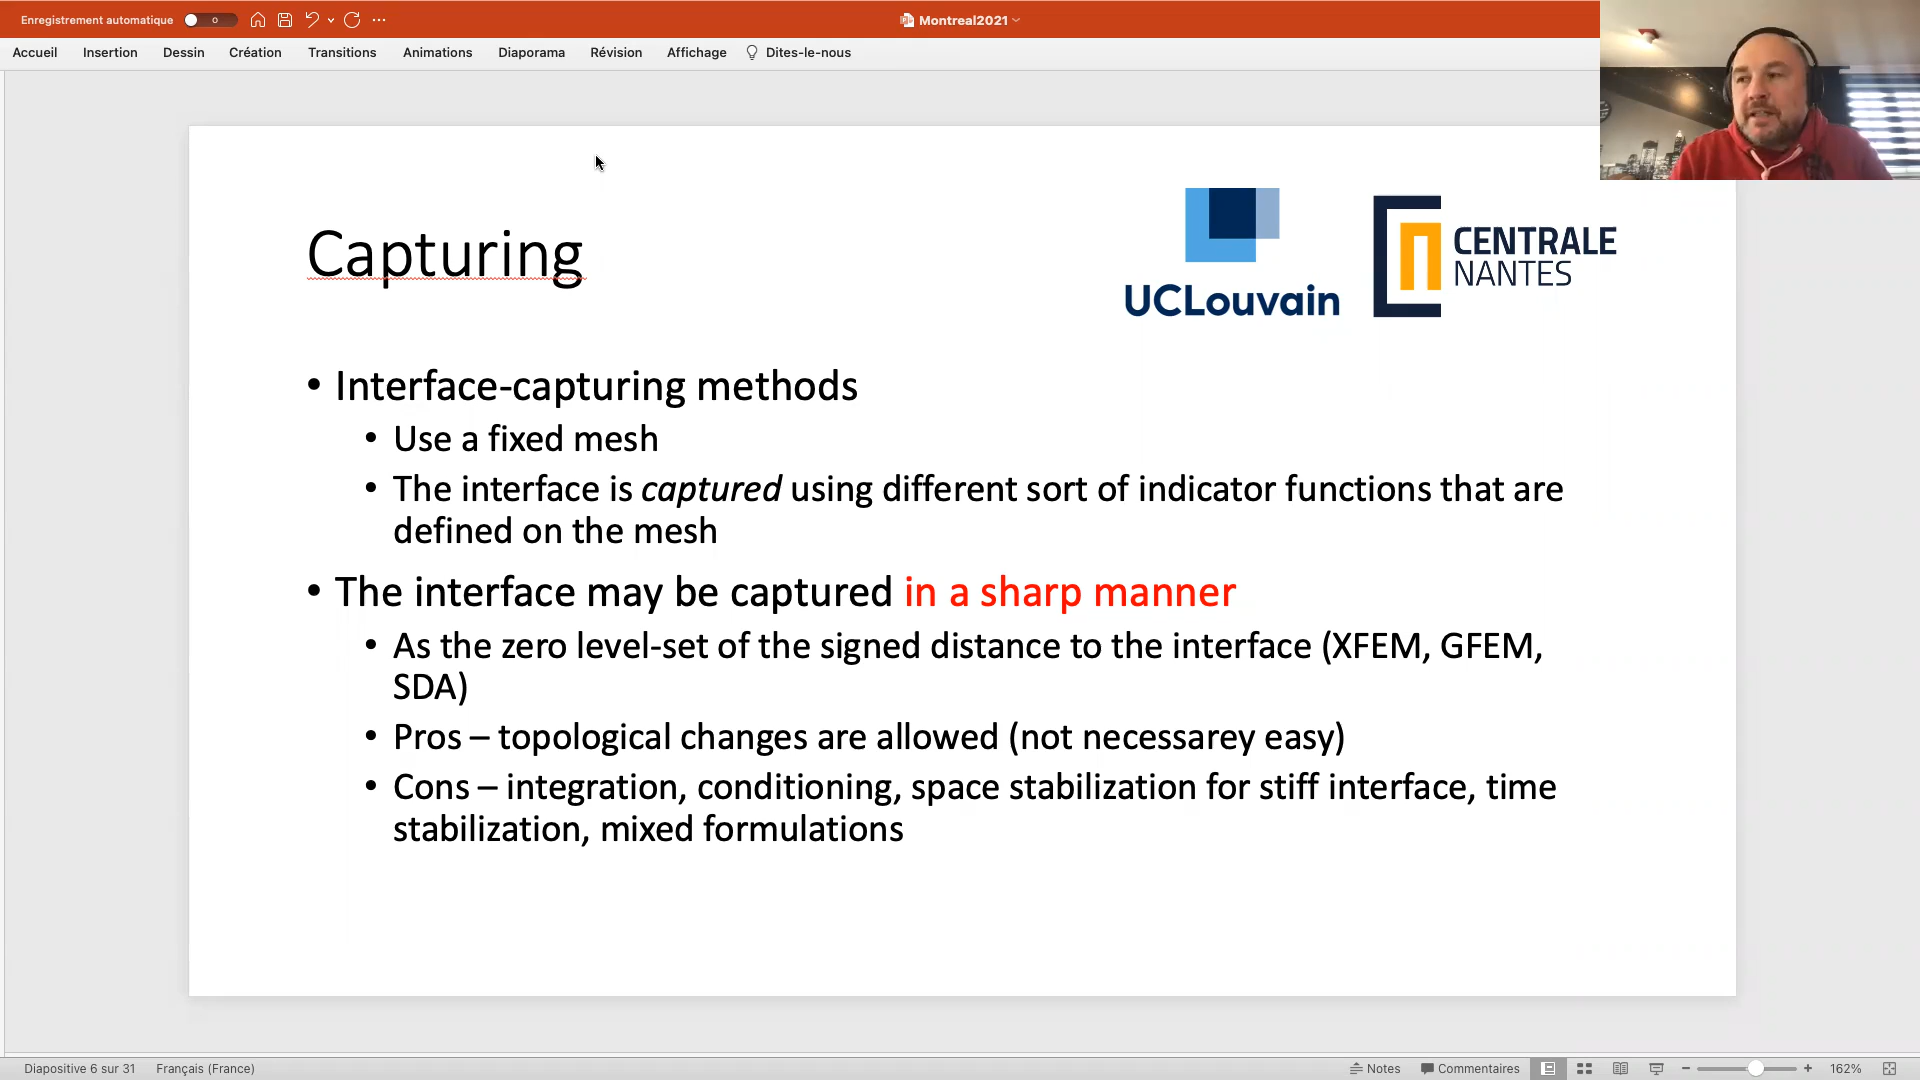 Enregistrement automatique
Montreal2021
Accueil Insertion Dessin Création Transitions Animations Diaporama Révision Affichage Dites-le-nous
Capturing
UCLouvain
CENTRALE
NANTES
• Interface-capturing methods
• Use a fixed mesh
• The interface is captured using different sort of indicator functions that are
defined on the mesh
• The interface may be captured in a sharp manner
• As the zero level-set of the signed distance to the interface (XFEM, GFEM,
SDA)
• Pros – topological changes are allowed (not necessarey easy)
• Cons – integration, conditioning, space stabilization for stiff interface, time
stabilization, mixed formulations
Diapositive 6 sur 31 Français (France) Notes Commentaires 162%